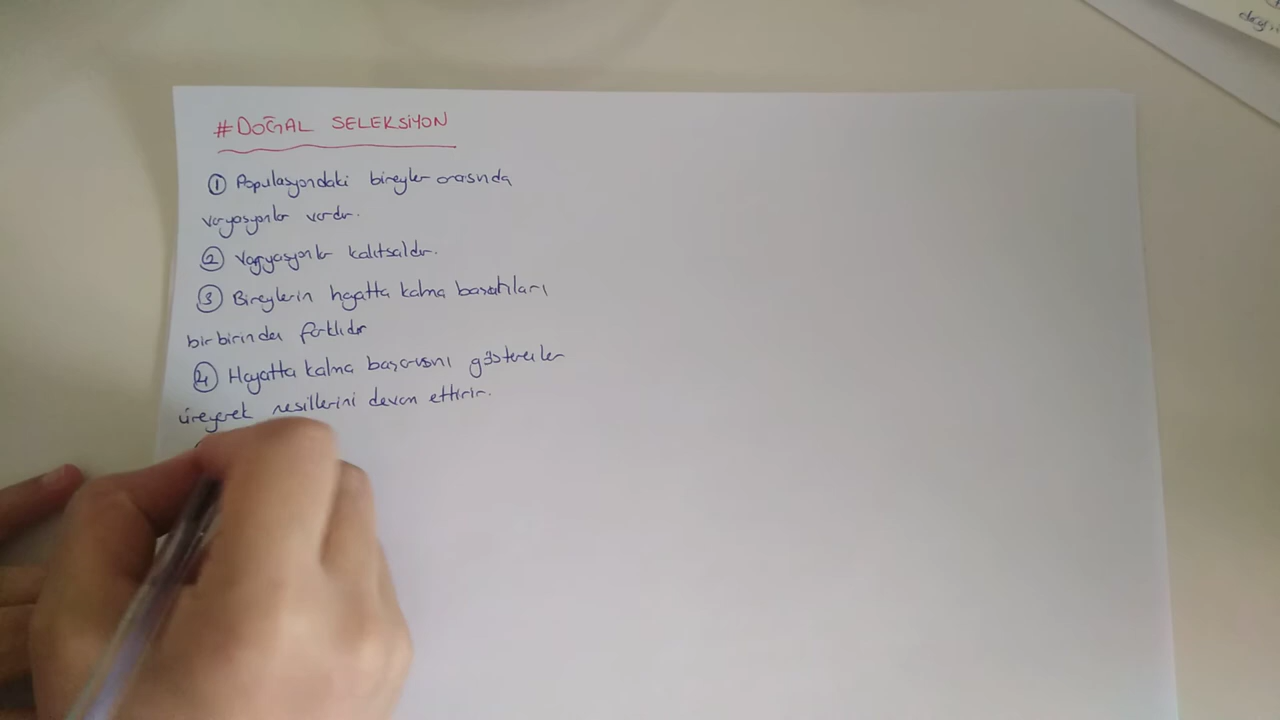 #DOĞAL SELEKSİYON
① Populasyondaki bireyler arasında
varyasyonlar vardır.
② Varyasyonlar kalıtsaldır.
③ Bireylerin hayatta kalma başarıları
birbirinden farklıdır
④ Hayatta kalma başarısını gösterenler
üreyerek nesillerini devam ettirir.